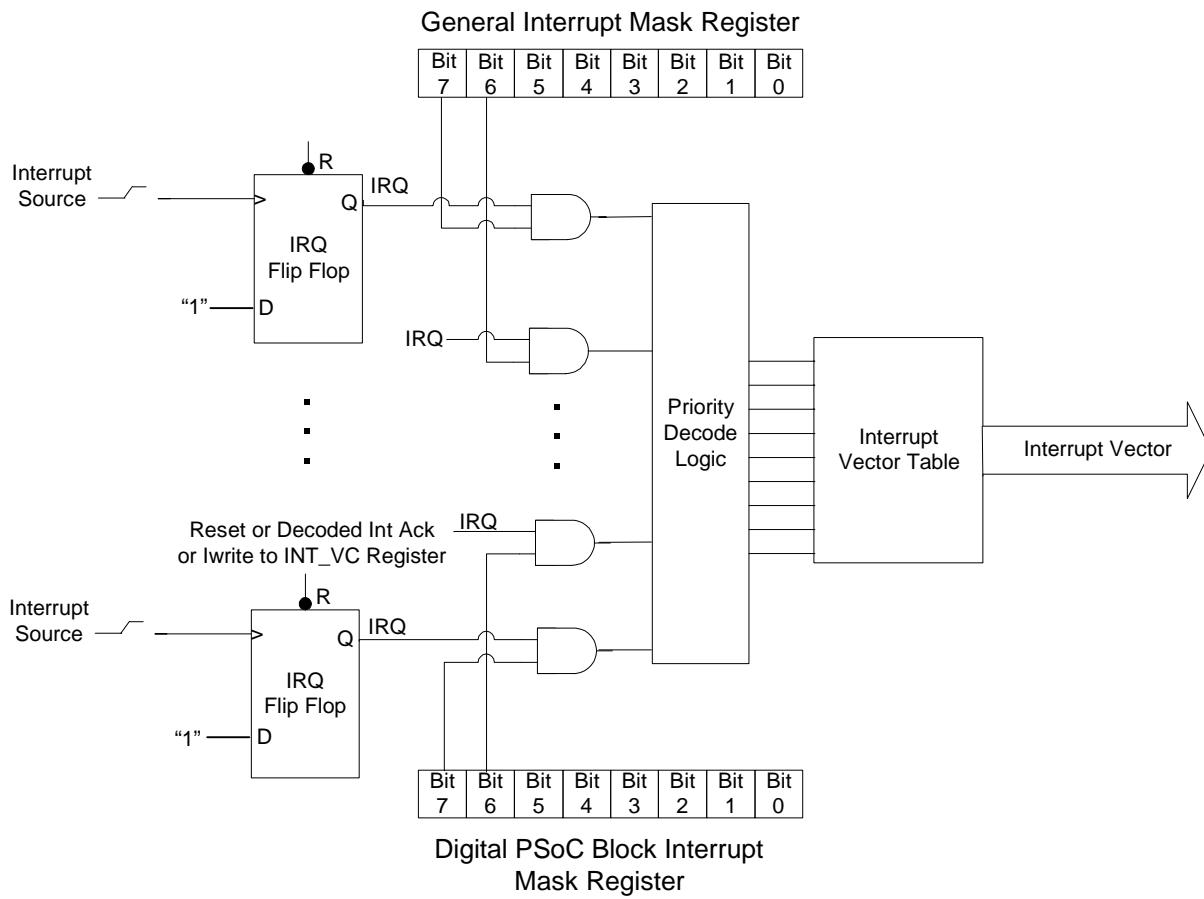 General Interrupt Mask Register
Bit 7 Bit 6 Bit 5 Bit 4 Bit 3 Bit 2 Bit 1 Bit 0
R
Interrupt
Source
Q
IRQ
IRQ
Flip Flop
“1”
D
IRQ
Priority
Decode
Logic
Interrupt
Vector Table
Interrupt Vector
Reset or Decoded Int Ack
or Iwrite to INT_VC Register
IRQ
R
Interrupt
Source
Q
IRQ
IRQ
Flip Flop
“1”
D
Bit 7 Bit 6 Bit 5 Bit 4 Bit 3 Bit 2 Bit 1 Bit 0
Digital PSoC Block Interrupt
Mask Register